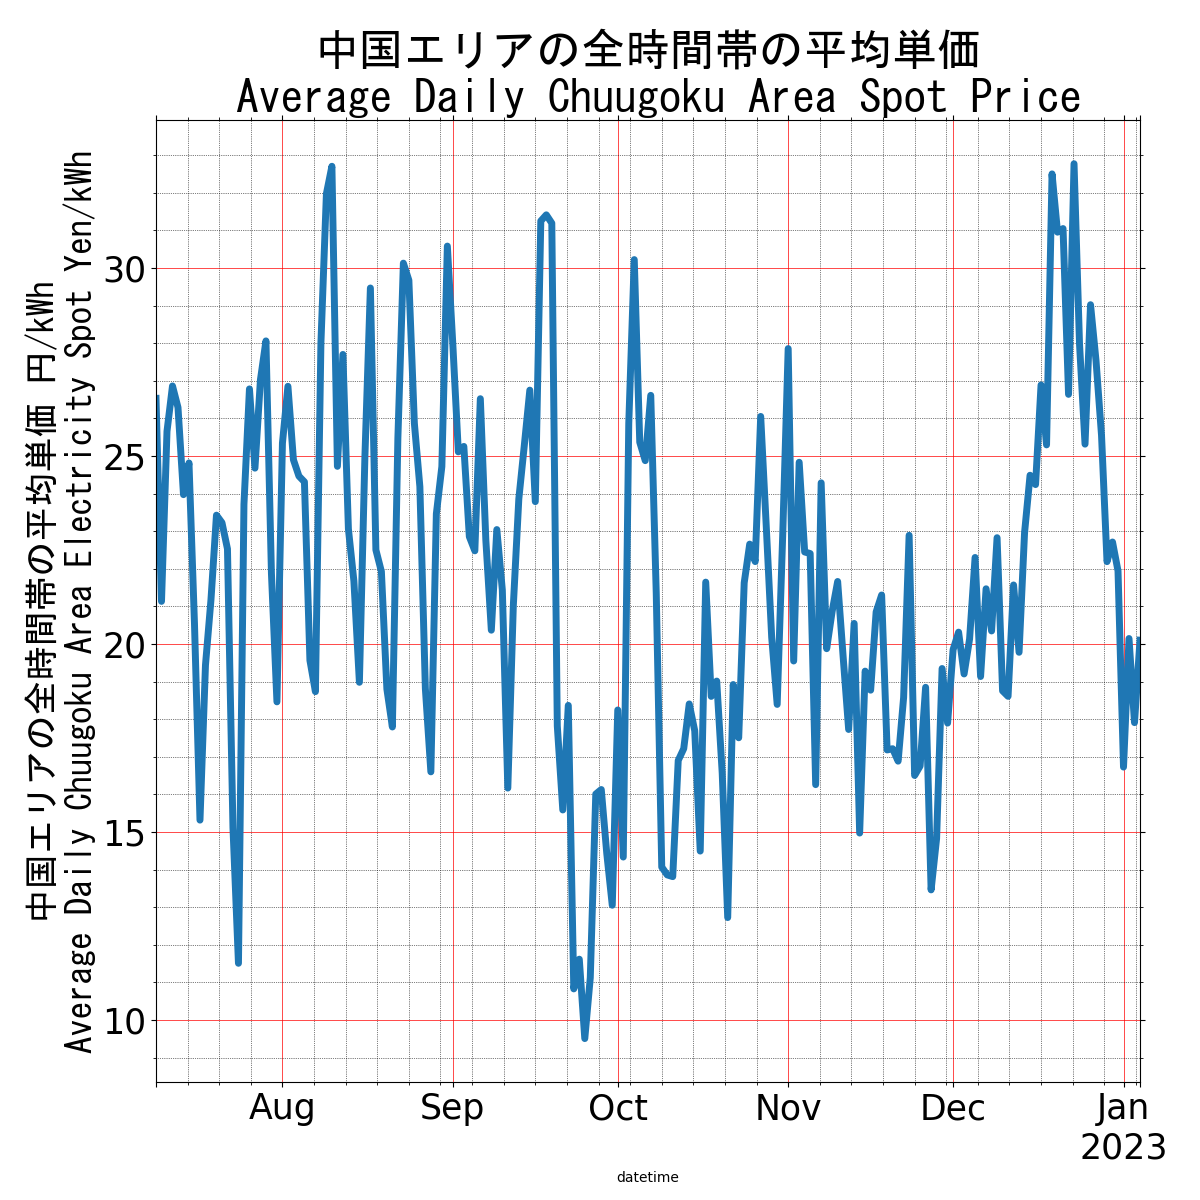 中国エリアの全時間帯の平均単価
Average Daily Chuugoku Area Spot Price
中国エリアの全時間帯の平均単価 円/kWh
Average Daily Chuugoku Area Electricity Spot Yen/kWh
30
25
20
15
10
Aug Sep Oct Nov Dec Jan
2023
datetime